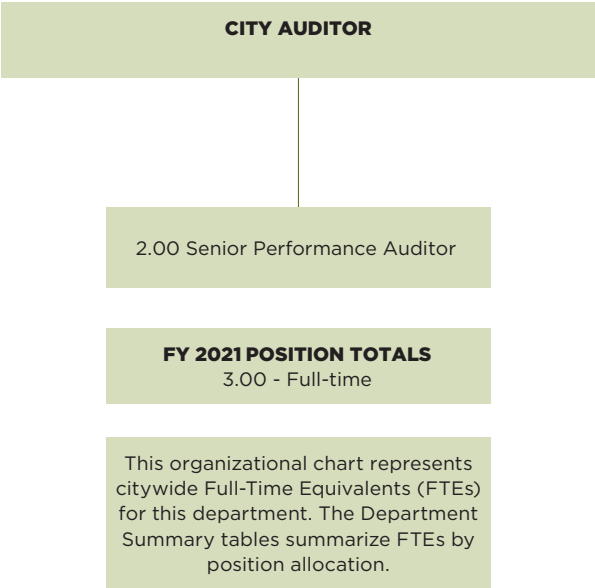 CITY AUDITOR
2.00 Senior Performance Auditor
FY 2021 POSITION TOTALS
3.00 - Full-time
This organizational chart represents
citywide Full-Time Equivalents (FTEs)
for this department. The Department
Summary tables summarize FTEs by
position allocation.